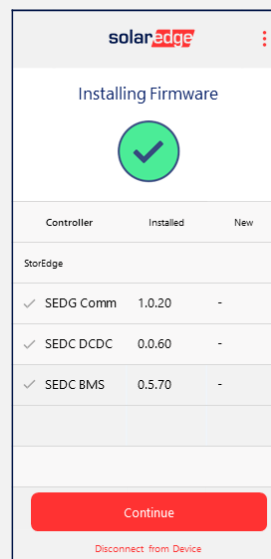 solaredge
Installing Firmware
Controller Installed New
StorEdge
SEDG Comm 1.0.20 -
SEDC DCDC 0.0.60 -
SEDC BMS 0.5.70 -
Continue
Disconnect from Device